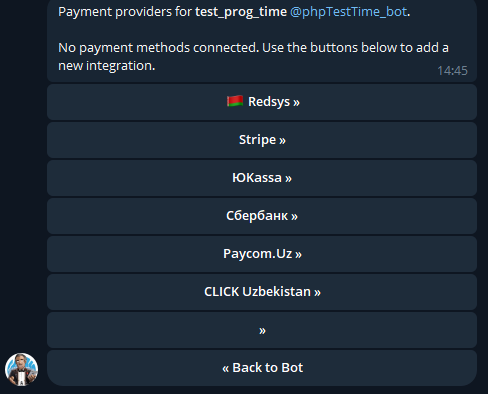 Payment providers for test_prog_time @phpTestTime_bot.
No payment methods connected. Use the buttons below to add a
new integration.
14:45
Redsys »
Stripe »
ЮKassa »
Сбербанк »
Paycom.Uz »
CLICK Uzbekistan »
»
« Back to Bot